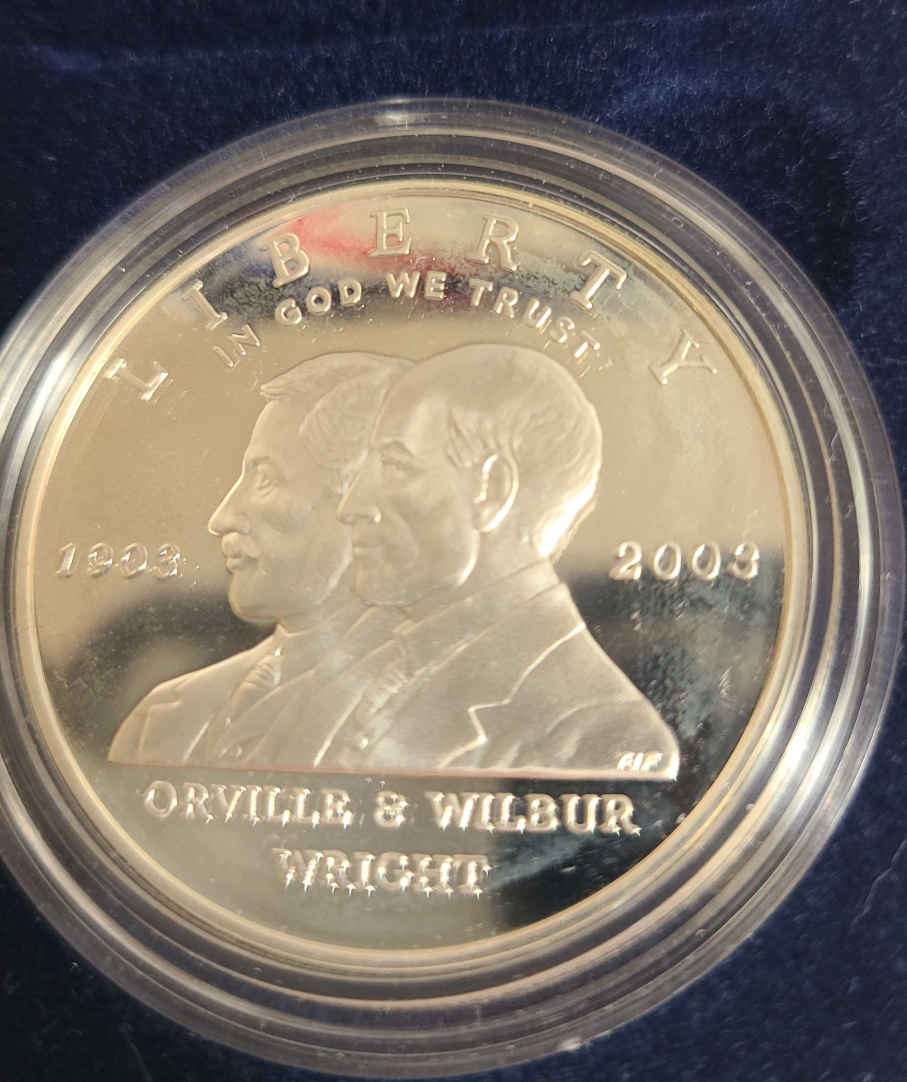 LIBERTY
IN GOD WE TRUST
1903
2003
ORVILLE & WILBUR
WRIGHT